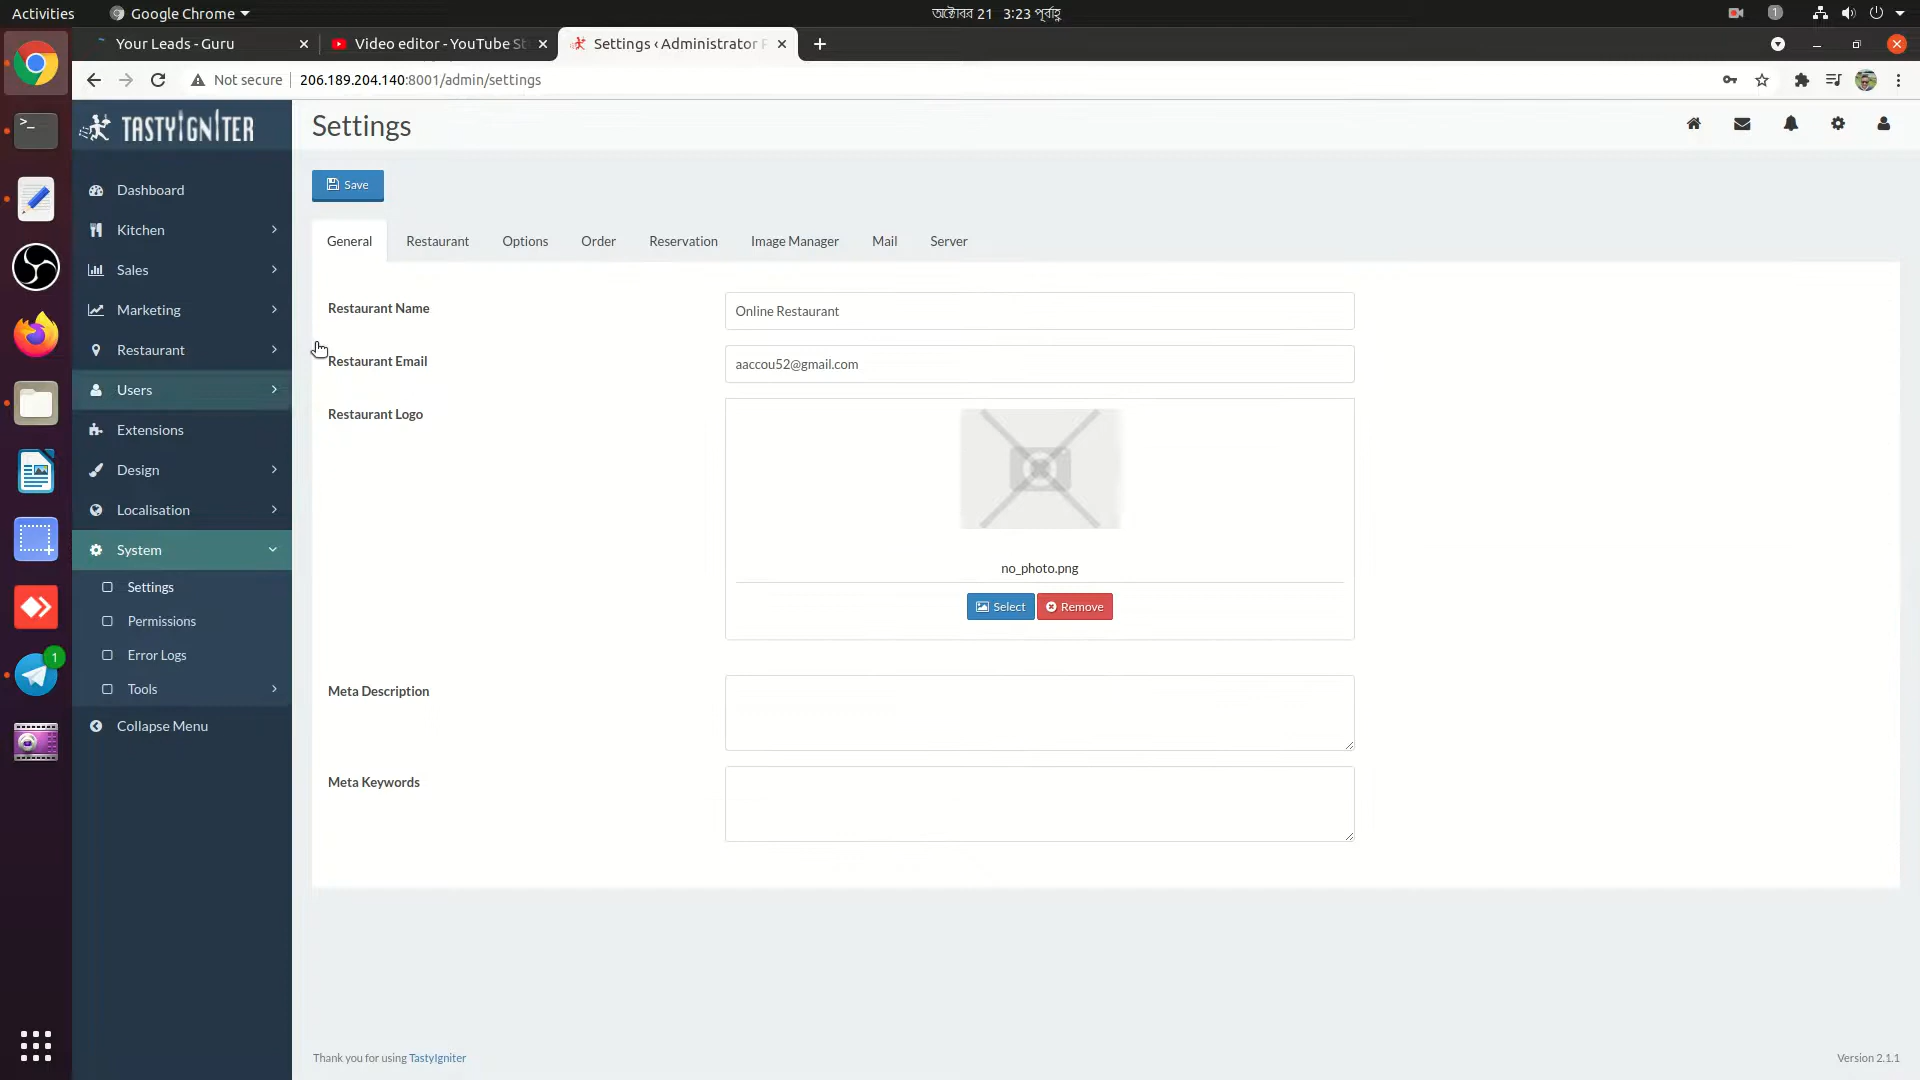 Activities
Google Chrome
অক্টোবর 21 3:23 পূর্বাহ্ণ
1
Your Leads - Guru
Video editor - YouTube St
Settings ‹ Administrator P
Not secure
206.189.204.140:8001/admin/settings
TASTYIGNITER
Settings
Dashboard
Kitchen
Sales
Marketing
Restaurant
Users
Extensions
Design
Localisation
System
Settings
Permissions
Error Logs
Tools
Collapse Menu
1
Save
General
Restaurant
Options
Order
Reservation
Image Manager
Mail
Server
Restaurant Name
Online Restaurant
Restaurant Email
aaccou52@gmail.com
Restaurant Logo
no_photo.png
Select
Remove
Meta Description
Meta Keywords
Thank you for using TastyIgniter
Version 2.1.1